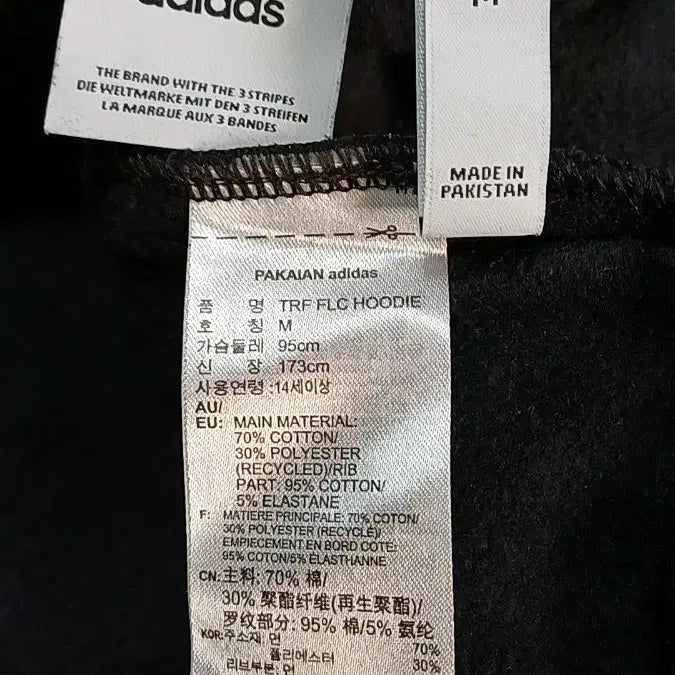 adidas
THE BRAND WITH THE 3 STRIPES
DIE WELTMARKE MIT DEN 3 STREIFEN
LA MARQUE AUX 3 BANDES
M
MADE IN
PAKISTAN
PAKAIAN adidas
품 명 TRF FLC HOODIE
호 칭 M
가슴둘레 95cm
신 장 173cm
사용연령 :14세이상
AU/
EU: MAIN MATERIAL:
70% COTTON/
30% POLYESTER
(RECYCLED)/RIB
PART: 95% COTTON/
5% ELASTANE
F: MATIERE PRINCIPALE: 70% COTON/
30% POLYESTER (RECYCLE)/
EMPIECEMENT EN BORD COTE:
95% COTON/5% ELASTHANNE
CN:主料: 70% 棉/
30% 聚酯纤维(再生聚酯)/
罗纹部分: 95% 棉/5% 氨纶
KOR:주소재: 면 70%
폴리에스터 30%
리브부분: 면